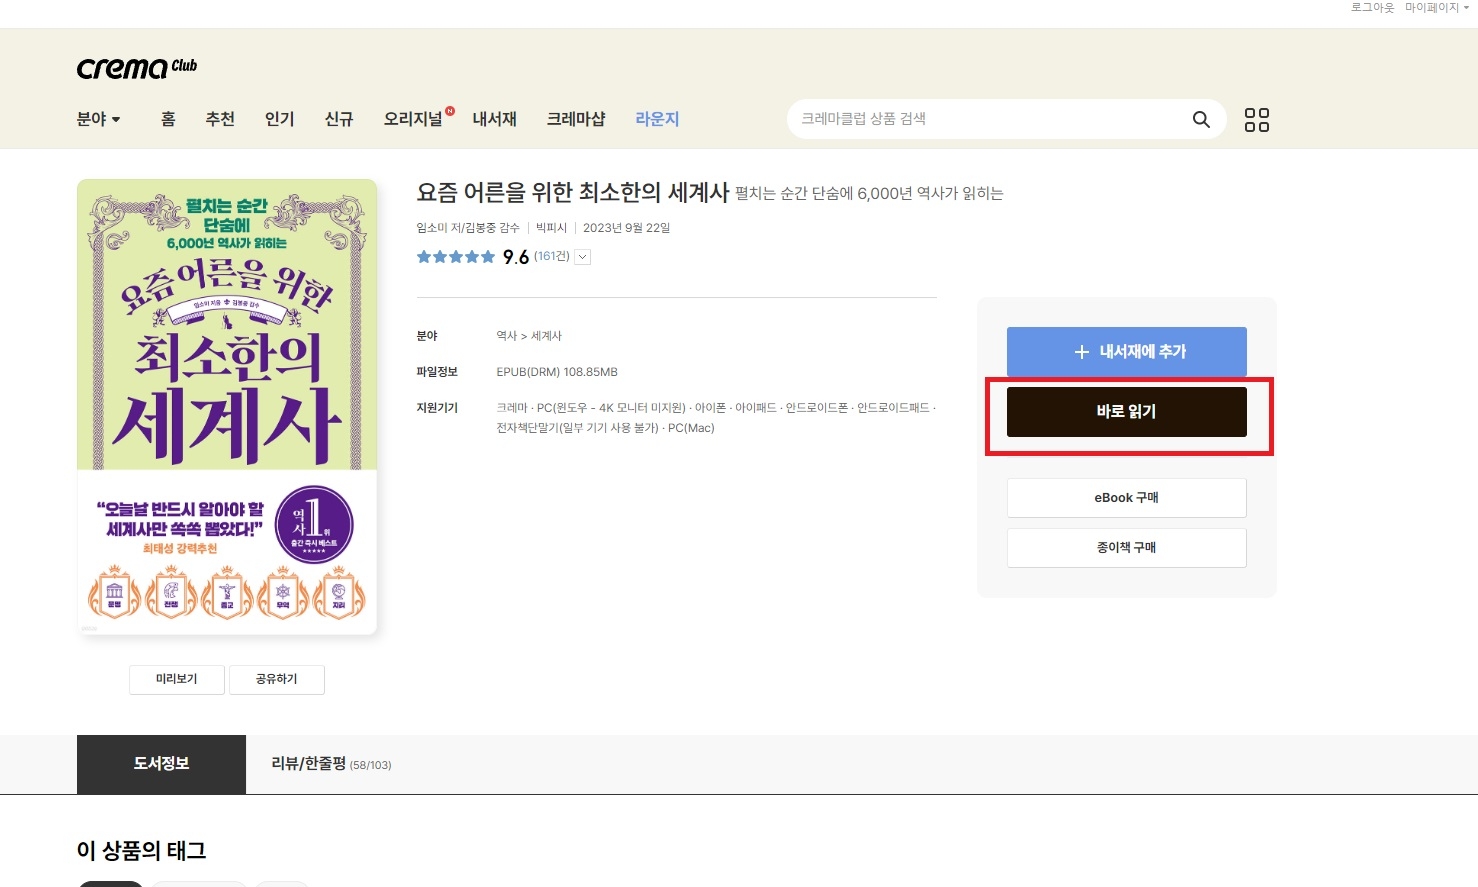 로그아웃 마이페이지
crema club
분야 홈 추천 인기 신규 오리지널 N 내서재 크레마샵 라운지
크레마클럽 상품 검색
펼치는 순간
단숨에
6,000년 역사가 읽히는
요즘 어른을 위한
임소미 지음 김봉중 감수
최소한의
세계사
“오늘날 반드시 알아야 할
세계사만 쏙쏙 뽑았다!”
최태성 강력추천
역사 1위
출간 즉시 베스트
★★★★★
문명 전쟁 종교 무역 지리
미리보기 공유하기
요즘 어른을 위한 최소한의 세계사 펼치는 순간 단숨에 6,000년 역사가 읽히는
임소미 저/김봉중 감수 | 빅피시 | 2023년 9월 22일
9.6 (161건)
분야 역사 > 세계사
파일정보 EPUB(DRM) 108.85MB
지원기기 크레마 · PC(윈도우 - 4K 모니터 미지원) · 아이폰 · 아이패드 · 안드로이드폰 · 안드로이드패드 ·
전자책단말기(일부 기기 사용 불가) · PC(Mac)
+ 내서재에 추가
바로 읽기
eBook 구매
종이책 구매
도서정보 리뷰/한줄평 (58/103)
이 상품의 태그